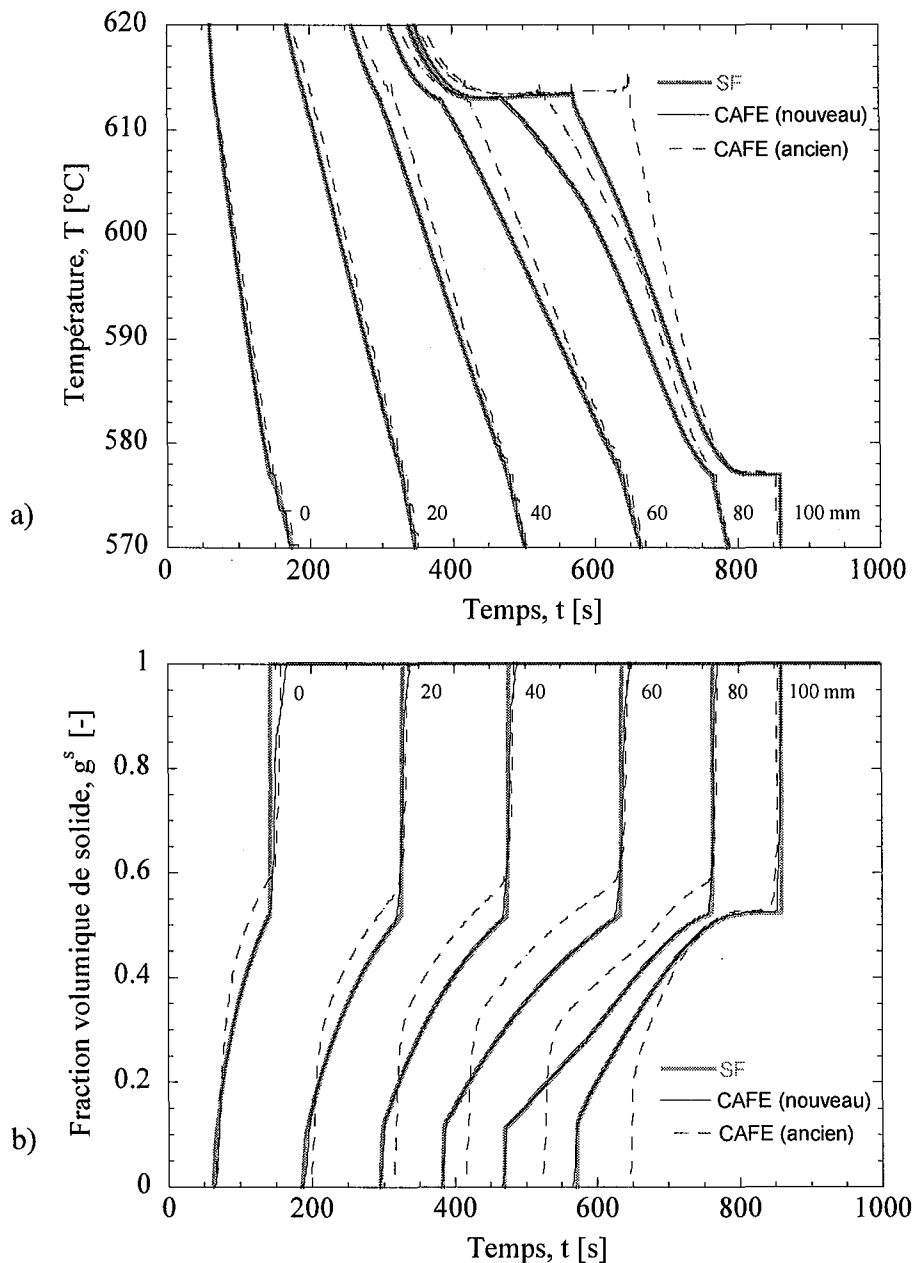 620
610
600
590
580
570
Température, T [°C]
SF
CAFE (nouveau)
CAFE (ancien)
0
20
40
60
80
100 mm
a)
0
200
400
600
800
1000
Temps, t [s]
1
0.8
0.6
0.4
0.2
0
Fraction volumique de solide, g^s [-]
0
20
40
60
80
100 mm
SF
CAFE (nouveau)
CAFE (ancien)
b)
0
200
400
600
800
1000
Temps, t [s]